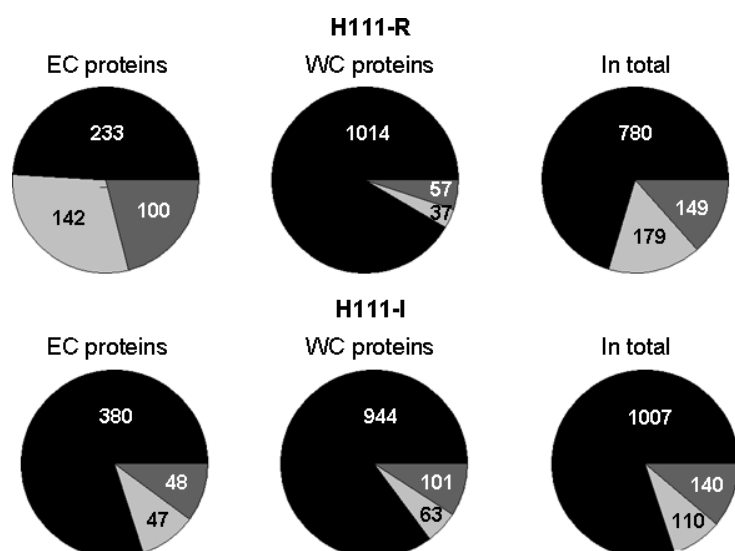 H111-R
EC proteins
WC proteins
In total
233
142
100
1014
57
37
780
149
179
H111-I
EC proteins
WC proteins
In total
380
48
47
944
101
63
1007
140
110